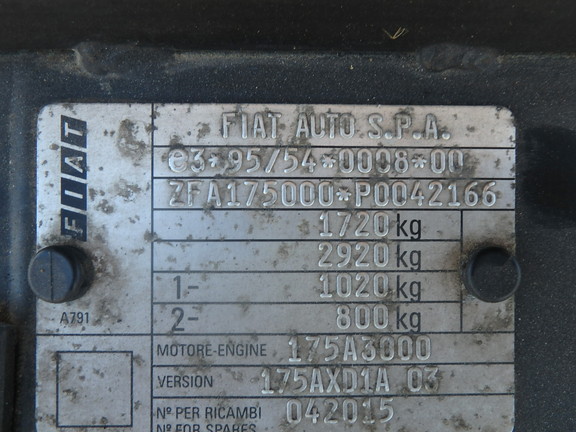 FIAT
FIAT AUTO S.P.A.
e3*95/54*0008*00
ZFA175000*P0042166
1720 kg
2920 kg
1- 1020 kg
2- 800 kg
A791
MOTORE-ENGINE 175A3000
VERSION 175AXD1A 03
Nº PER RICAMBI 042015
Nº FOR SPARES